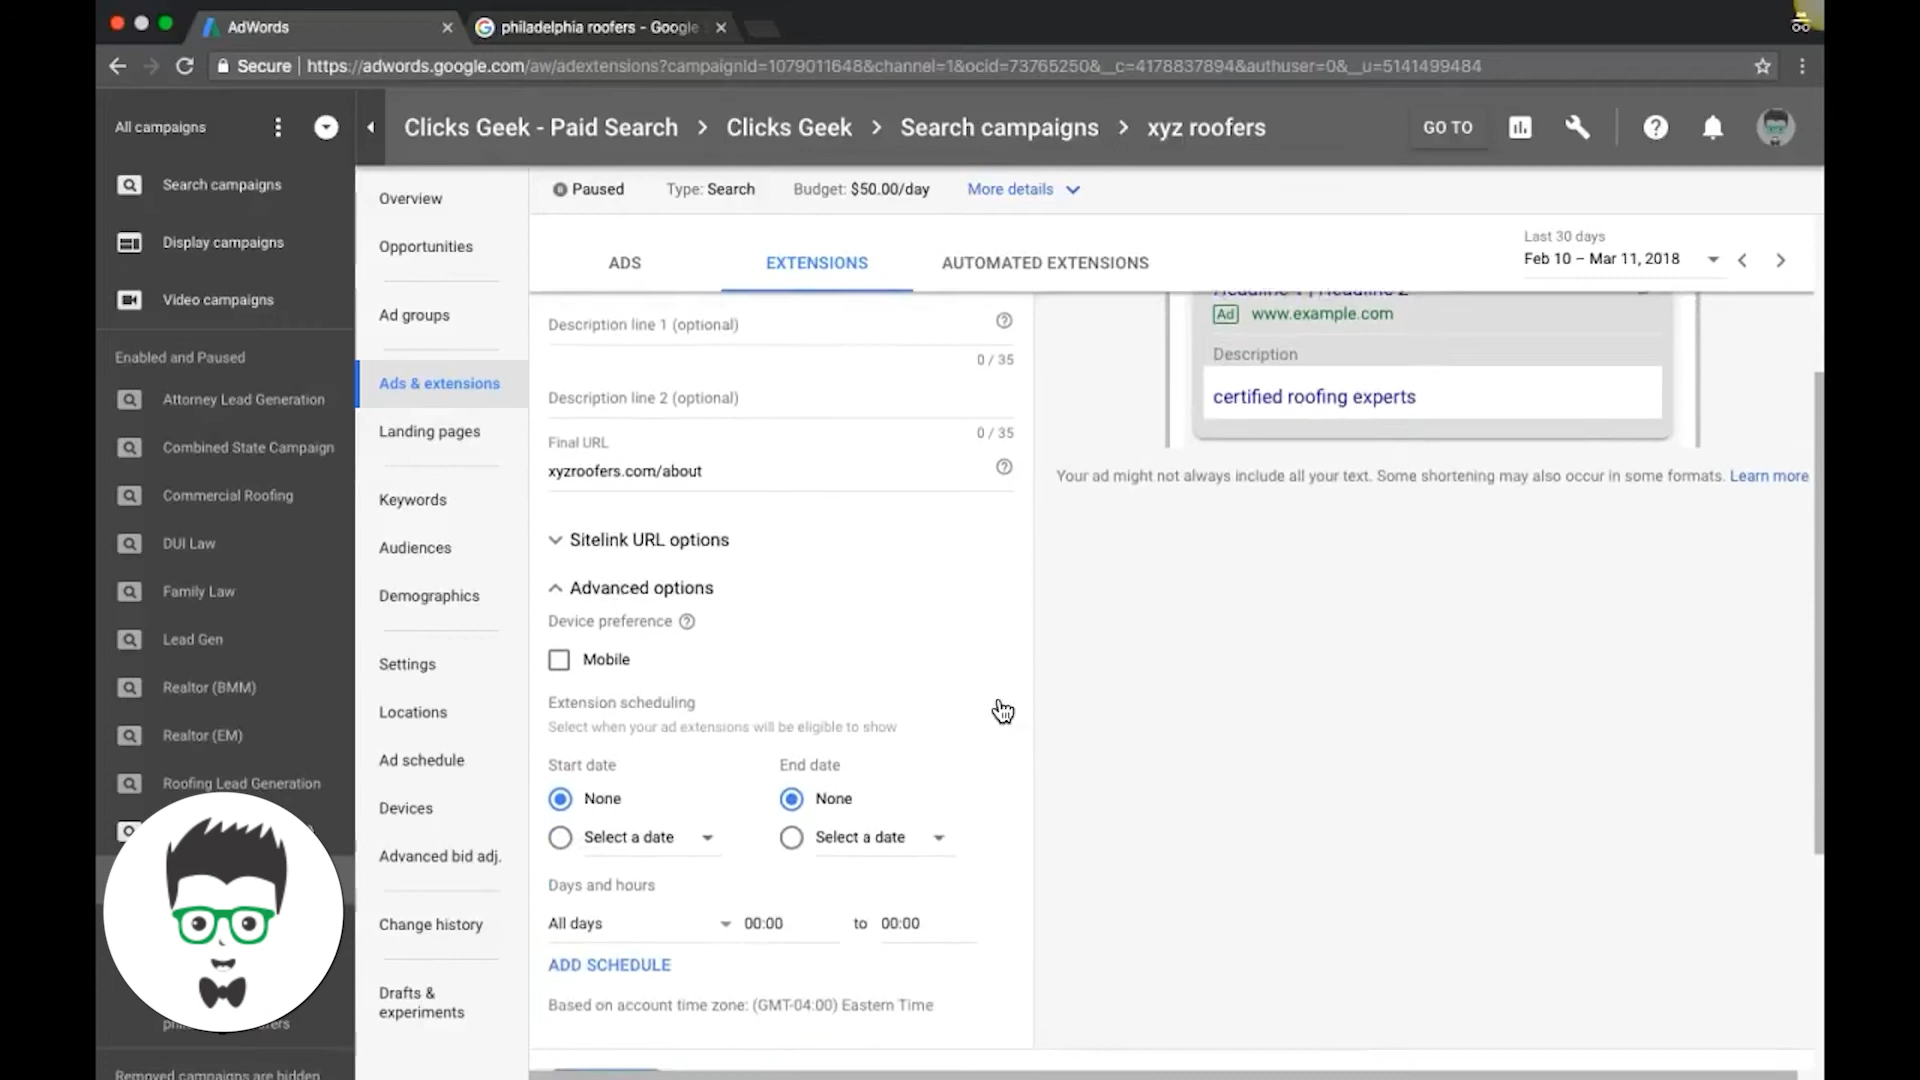 AdWords
philadelphia roofers - Google
Secure
https://adwords.google.com/aw/adextensions?campaignId=1079011648&channel=1&ocid=73765250&__c=4178837894&authuser=0&__u=5141499484
All campaigns
Clicks Geek - Paid Search > Clicks Geek > Search campaigns > xyz roofers
GO TO
Search campaigns
Display campaigns
Video campaigns
Enabled and Paused
Attorney Lead Generation
Combined State Campaign
Commercial Roofing
DUI Law
Family Law
Lead Gen
Realtor (BMM)
Realtor (EM)
Roofing Lead Generation
Removed campaigns are hidden
Overview
Opportunities
Ad groups
Ads & extensions
Landing pages
Keywords
Audiences
Demographics
Settings
Locations
Ad schedule
Devices
Advanced bid adj.
Change history
Drafts &
experiments
Paused
Type: Search
Budget: $50.00/day
More details
ADS
EXTENSIONS
AUTOMATED EXTENSIONS
Last 30 days
Feb 10 – Mar 11, 2018
Description line 1 (optional)
0 / 35
Description line 2 (optional)
0 / 35
Final URL
xyzroofers.com/about
Sitelink URL options
Advanced options
Device preference
Mobile
Extension scheduling
Select when your ad extensions will be eligible to show
Start date
End date
None
None
Select a date
Select a date
Days and hours
All days
00:00
to
00:00
ADD SCHEDULE
Based on account time zone: (GMT-04:00) Eastern Time
Headline 1 | Headline 2
Ad www.example.com
Description
certified roofing experts
Your ad might not always include all your text. Some shortening may also occur in some formats. Learn more